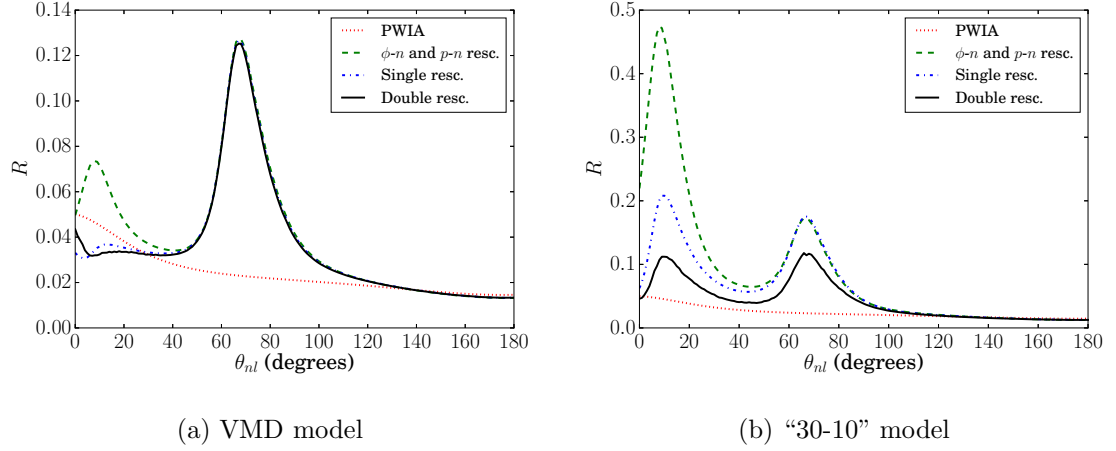 0.14
0.12
0.10
0.08
0.06
0.04
0.02
0.00
R
0 20 40 60 80 100 120 140 160 180
θnl (degrees)
PWIA
ϕ-n and p-n resc.
Single resc.
Double resc.
(a) VMD model
0.5
0.4
0.3
0.2
0.1
0.0
R
0 20 40 60 80 100 120 140 160 180
θnl (degrees)
PWIA
ϕ-n and p-n resc.
Single resc.
Double resc.
(b) “30-10” model